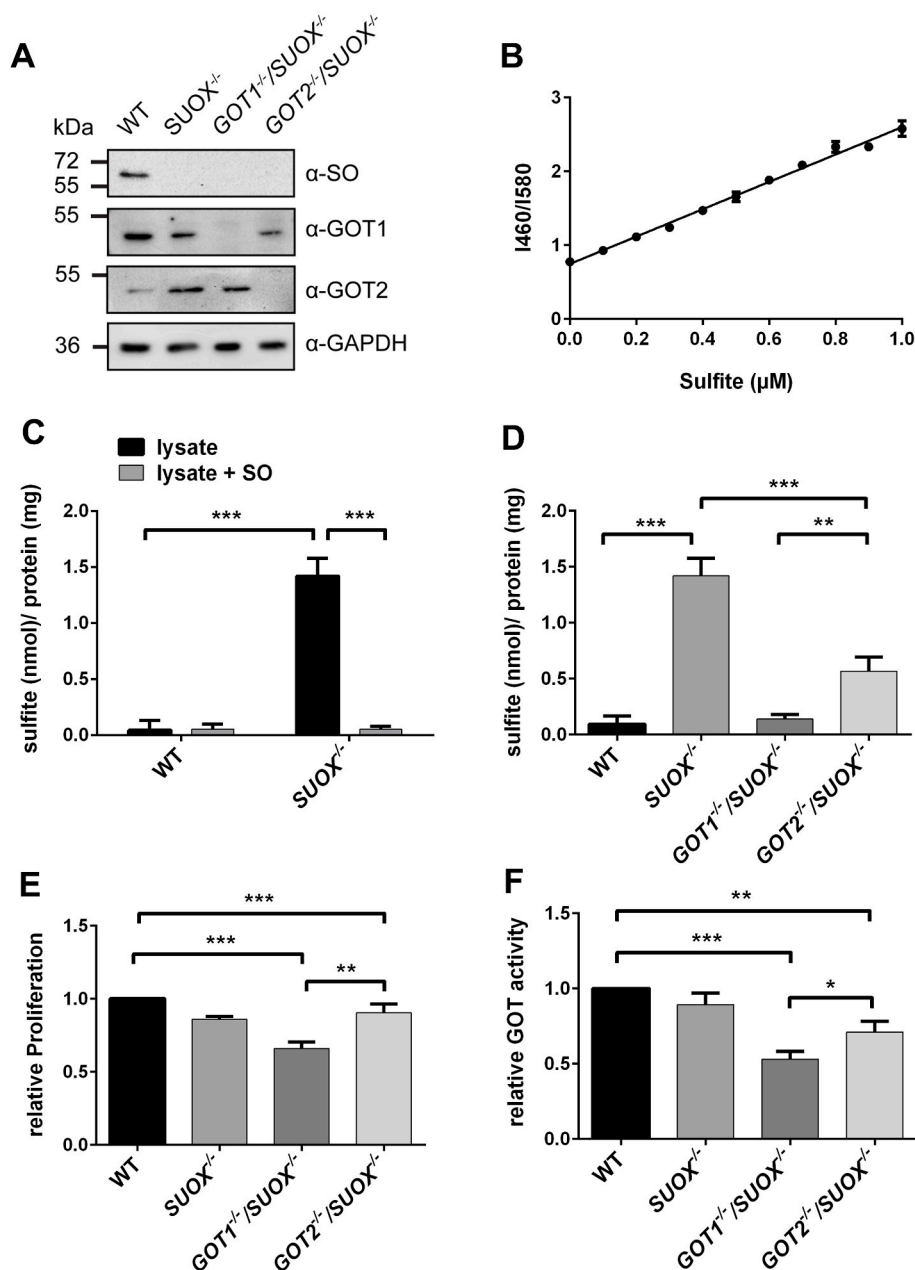 A
WT
SUOX-/-
GOT1-/-/SUOX-/-
GOT2-/-/SUOX-/-
kDa
72
55
α-SO
55
α-GOT1
55
α-GOT2
36
α-GAPDH
B
I460/I580
3
2
1
0
0.0 0.2 0.4 0.6 0.8 1.0
Sulfite (µM)
C
lysate
lysate + SO
sulfite (nmol)/ protein (mg)
2.0
1.5
1.0
0.5
0.0
*** ***
WT SUOX-/-
D
sulfite (nmol)/ protein (mg)
2.0
1.5
1.0
0.5
0.0
***
*** **
WT
SUOX-/-
GOT1-/-/SUOX-/-
GOT2-/-/SUOX-/-
E
relative Proliferation
1.5
1.0
0.5
0.0
***
***
**
WT
SUOX-/-
GOT1-/-/SUOX-/-
GOT2-/-/SUOX-/-
F
relative GOT activity
1.5
1.0
0.5
0.0
**
***
*
WT
SUOX-/-
GOT1-/-/SUOX-/-
GOT2-/-/SUOX-/-